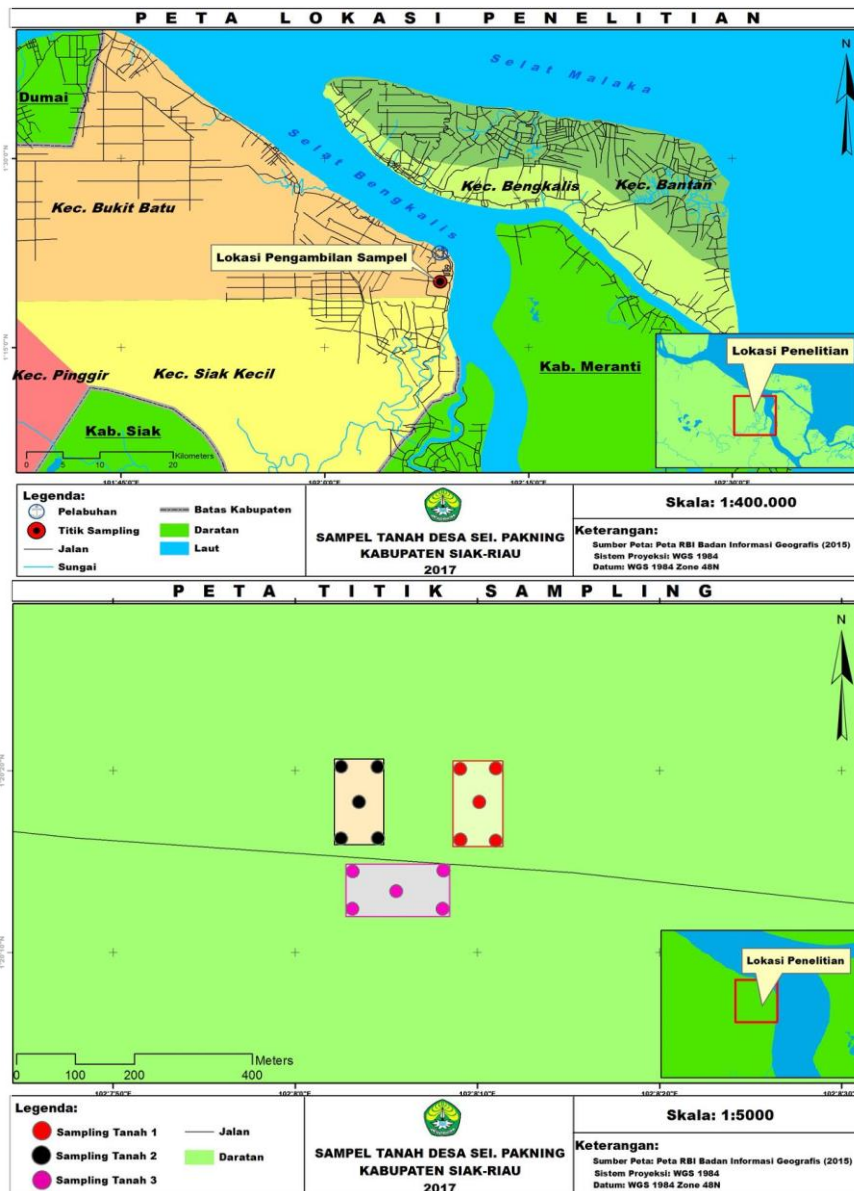 PETA LOKASI PENELITIAN
N
Selat Malaka
Dumai
Selat Bengkalis
Kec. Bengkalis
Kec. Bantan
Kec. Bukit Batu
Lokasi Pengambilan Sampel
Kec. Pinggir
Kec. Siak Kecil
Kab. Meranti
Lokasi Penelitian
Kab. Siak
0 5 10 20
Kilometers
Legenda:
Pelabuhan
Titik Sampling
Jalan
Sungai
Batas Kabupaten
Daratan
Laut
SAMPEL TANAH DESA SEI. PAKNING
KABUPATEN SIAK-RIAU
2017
Skala: 1:400.000
Keterangan:
Sumber Peta: Peta RBI Badan Informasi Geografis (2015)
Sistem Proyeksi: WGS 1984
Datum: WGS 1984 Zone 48N
PETA TITIK SAMPLING
N
Lokasi Penelitian
Meters
0 100 200 400
Legenda:
Sampling Tanah 1
Sampling Tanah 2
Sampling Tanah 3
Jalan
Daratan
SAMPEL TANAH DESA SEI. PAKNING
KABUPATEN SIAK-RIAU
2017
Skala: 1:5000
Keterangan:
Sumber Peta: Peta RBI Badan Informasi Geografis (2015)
Sistem Proyeksi: WGS 1984
Datum: WGS 1984 Zone 48N